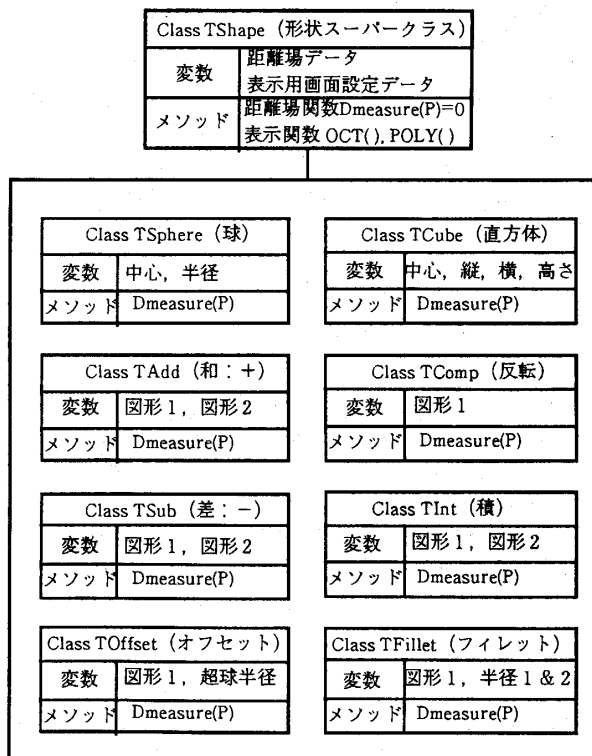 Class TShape（形状スーパークラス）
変数
距離場データ
表示用画面設定データ
メソッド
距離場関数Dmeasure(P)=0
表示関数 OCT(), POLY()
Class TSphere（球）
変数 中心，半径
メソッド Dmeasure(P)
Class TCube（直方体）
変数 中心，縦，横，高さ
メソッド Dmeasure(P)
Class TAdd（和：＋）
変数 図形1，図形2
メソッド Dmeasure(P)
Class TComp（反転）
変数 図形1
メソッド Dmeasure(P)
Class TSub（差：－）
変数 図形1，図形2
メソッド Dmeasure(P)
Class TInt（積）
変数 図形1，図形2
メソッド Dmeasure(P)
Class TOffset（オフセット）
変数 図形1，超球半径
メソッド Dmeasure(P)
Class TFillet（フィレット）
変数 図形1，半径1＆2
メソッド Dmeasure(P)